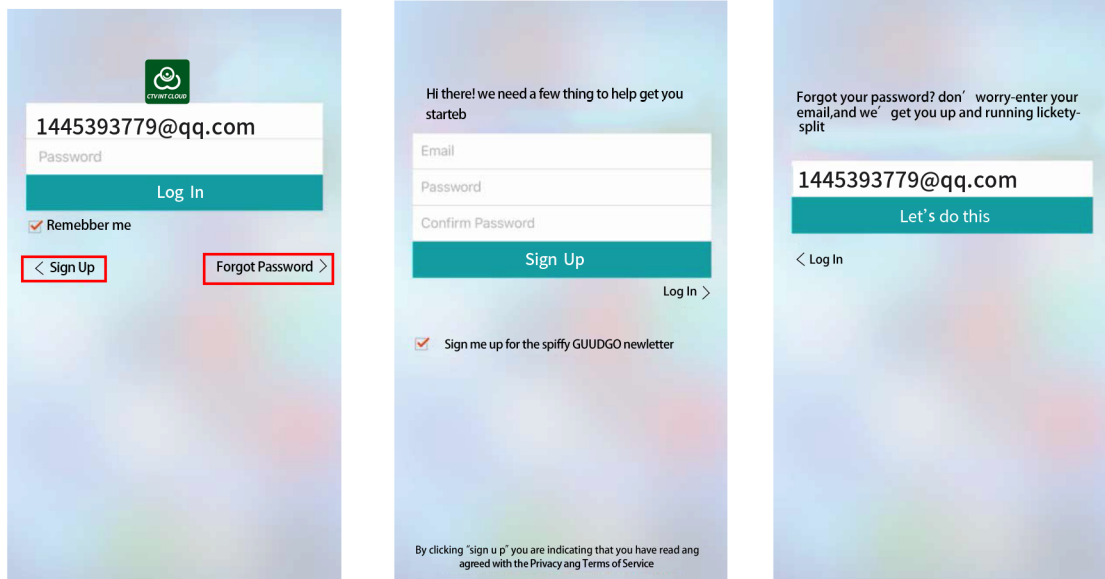 CTVINT CLOUD
1445393779@qq.com
Password
Log In
Remebber me
Sign Up
Forgot Password
Hi there! we need a few thing to help get you
starteb
Email
Password
Confirm Password
Sign Up
Log In
Sign me up for the spiffy GUUDGO newletter
By clicking "sign u p" you are indicating that you have read ang
agreed with the Privacy ang Terms of Service
Forgot your password? don′ worry-enter your
email,and we′ get you up and running lickety-
split
1445393779@qq.com
Let's do this
Log In